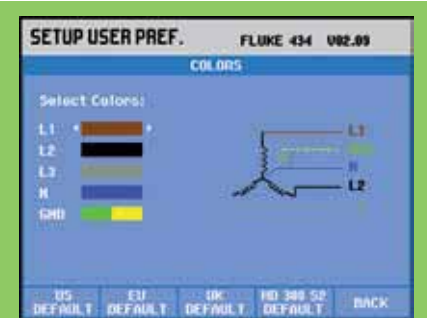 SETUP USER PREF. FLUKE 434 V02.09
COLORS
Select Colors:
L1 L1
L2
L3 N
N L2
GND
US DEFAULT EU DEFAULT UK DEFAULT HD 308 S2 DEFAULT BACK